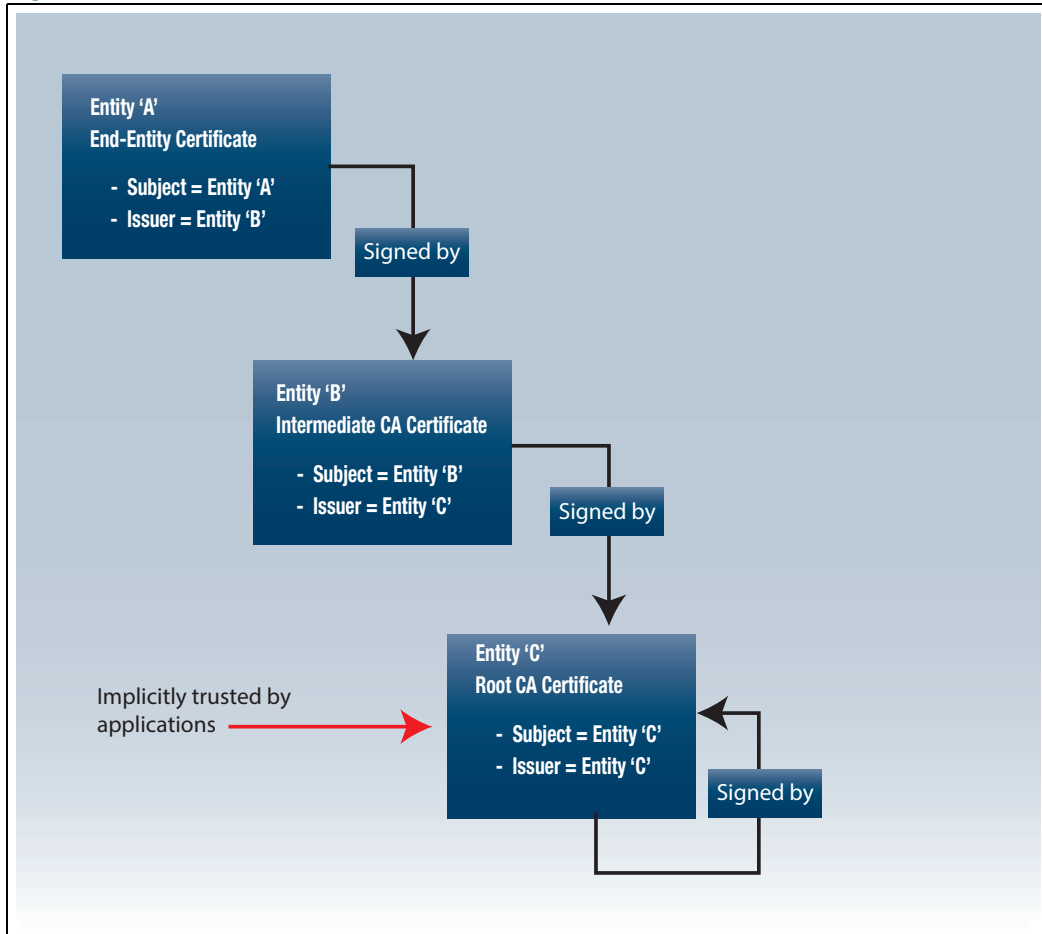 Entity ‘A’
End-Entity Certificate
- Subject = Entity ‘A’
- Issuer = Entity ‘B’
Signed by
Entity ‘B’
Intermediate CA Certificate
- Subject = Entity ‘B’
- Issuer = Entity ‘C’
Signed by
Entity ‘C’
Root CA Certificate
- Subject = Entity ‘C’
- Issuer = Entity ‘C’
Implicitly trusted by
applications
Signed by